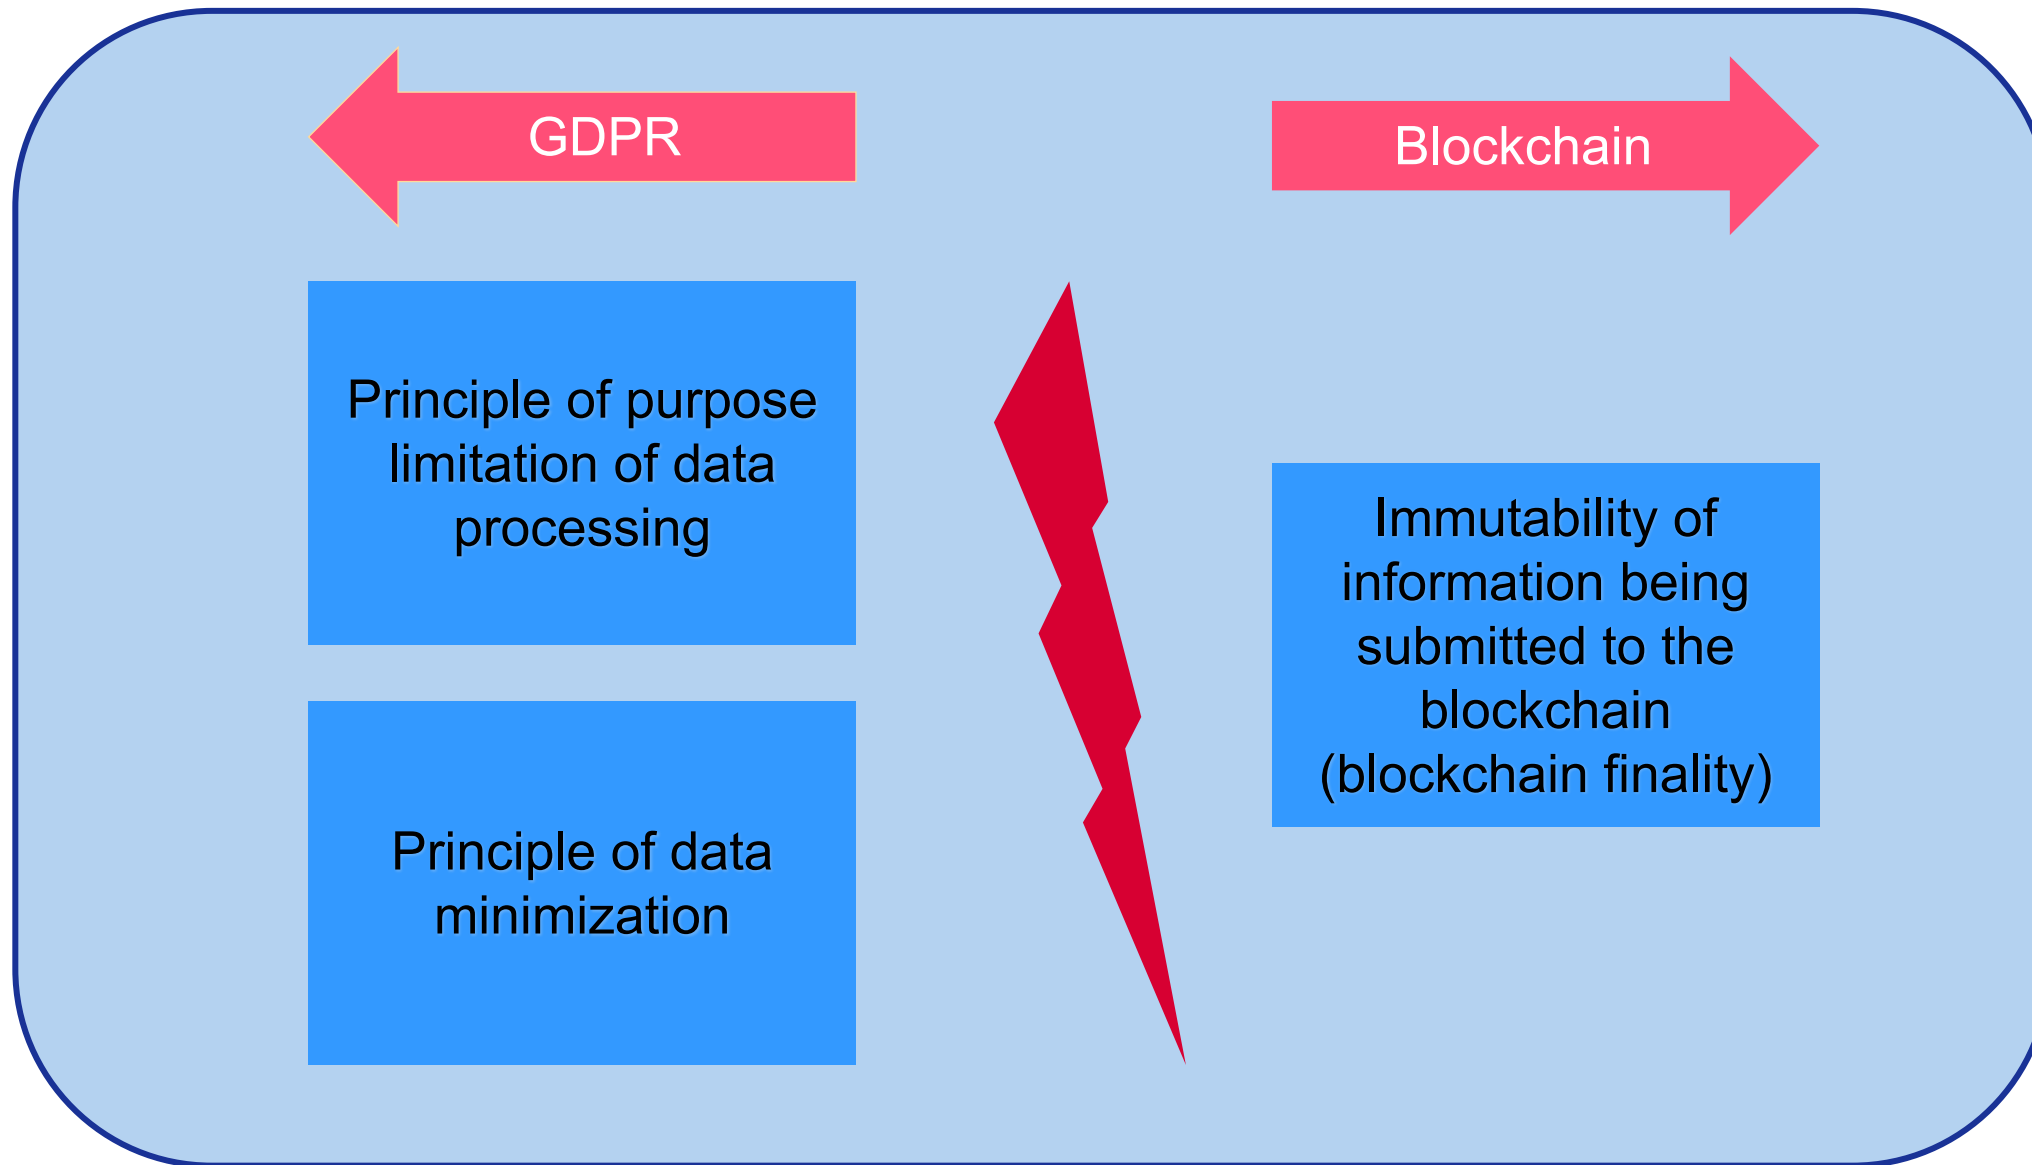 GDPR
Blockchain
Principle of purpose
limitation of data
processing
Principle of data
minimization
Immutability of
information being
submitted to the
blockchain
(blockchain finality)